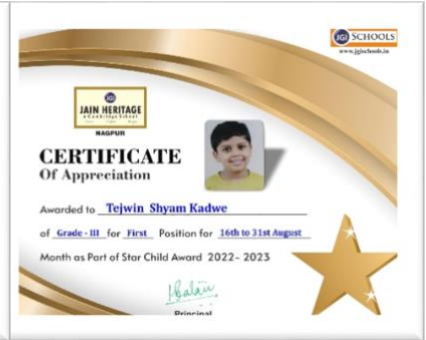 JGI SCHOOLS
www.jgischools.in
JGI
JAIN HERITAGE
a Cambridge School
NAGPUR
CERTIFICATE
Of Appreciation
Awarded to Tejwin Shyam Kadwe
of Grade - III for First Position for 16th to 31st August
Month as Part of Star Child Award 2022- 2023
Principal